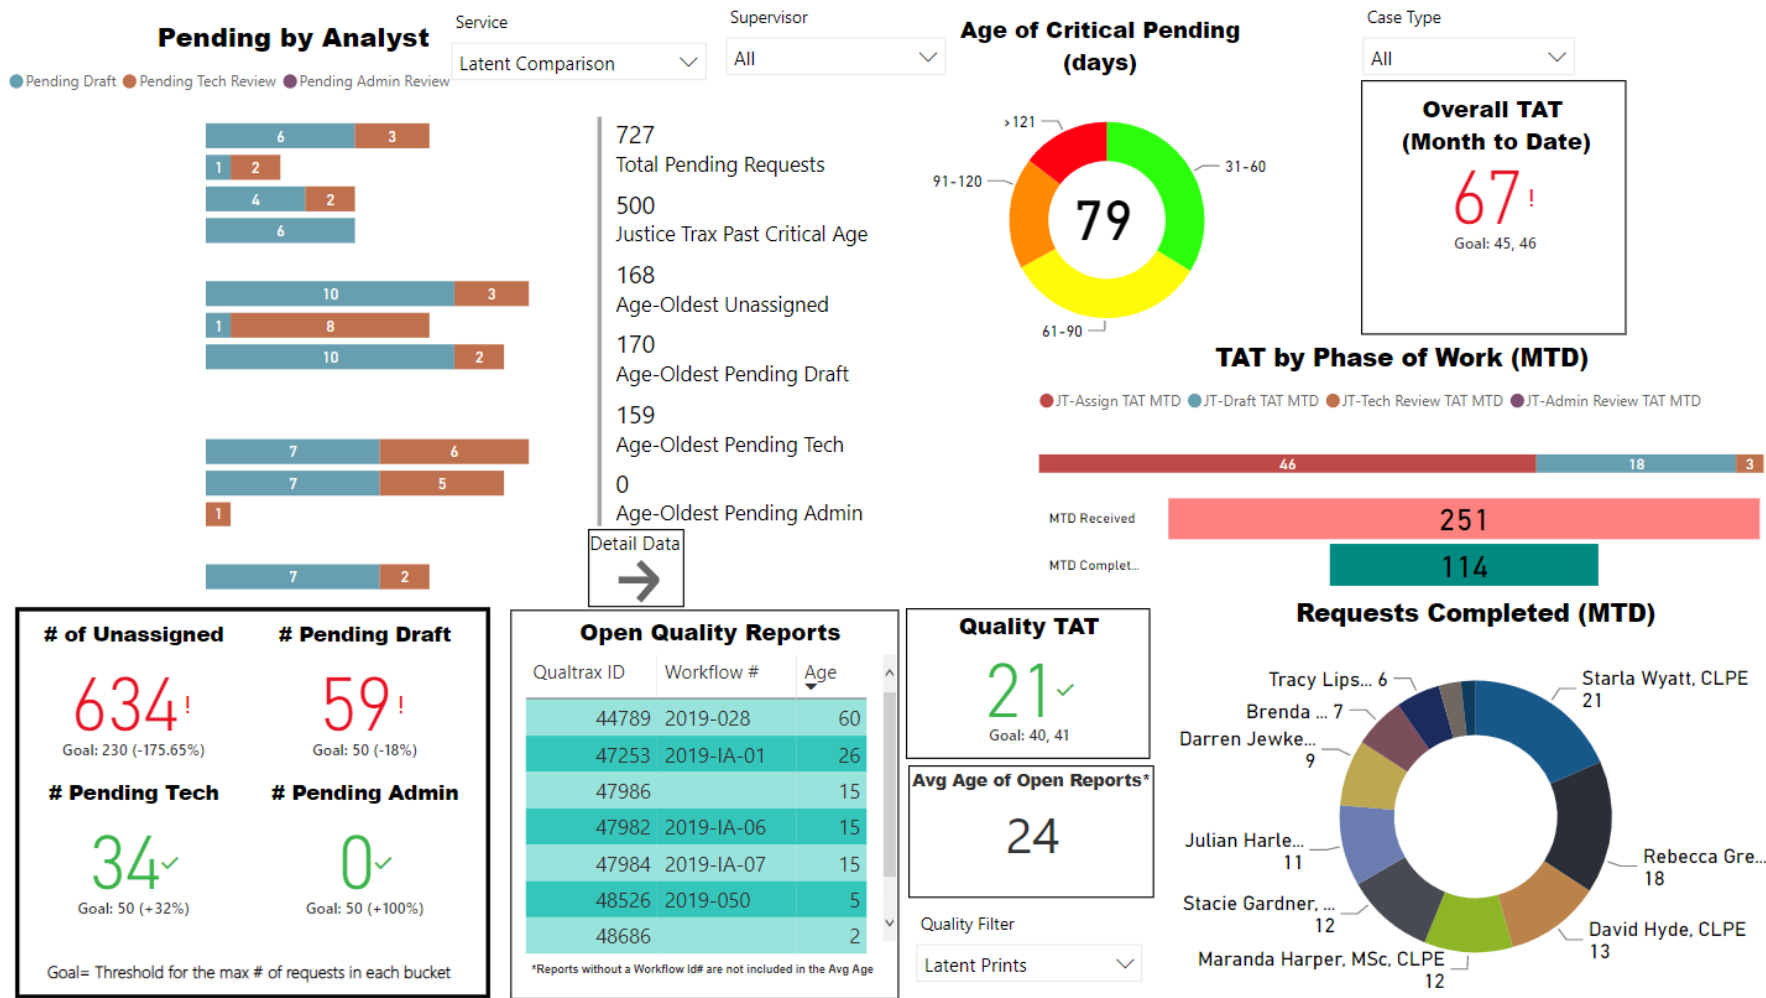 Pending by Analyst
Pending Draft Pending Tech Review Pending Admin Review
6 3
1 2
4 2
6
10 3
1 8
10 2
7 6
7 5
1
7 2
Service
Latent Comparison
Supervisor
All
727
Total Pending Requests
500
Justice Trax Past Critical Age
168
Age-Oldest Unassigned
170
Age-Oldest Pending Draft
159
Age-Oldest Pending Tech
0
Age-Oldest Pending Admin
Detail Data
Age of Critical Pending
(days)
>121
31-60
91-120
79
61-90
Case Type
All
Overall TAT
(Month to Date)
67!
Goal: 45, 46
TAT by Phase of Work (MTD)
JT-Assign TAT MTD JT-Draft TAT MTD JT-Tech Review TAT MTD JT-Admin Review TAT MTD
46 18 3
MTD Received 251
MTD Complet... 114
# of Unassigned
634!
Goal: 230 (-175.65%)
# Pending Draft
59!
Goal: 50 (-18%)
# Pending Tech
34
Goal: 50 (+32%)
# Pending Admin
0
Goal: 50 (+100%)
Goal= Threshold for the max # of requests in each bucket
Open Quality Reports
Qualtrax ID Workflow # Age
44789 2019-028 60
47253 2019-IA-01 26
47986 15
47982 2019-IA-06 15
47984 2019-IA-07 15
48526 2019-050 5
48686 2
*Reports without a Workflow Id# are not included in the Avg Age
Quality TAT
21
Goal: 40, 41
Avg Age of Open Reports*
24
Quality Filter
Latent Prints
Requests Completed (MTD)
Tracy Lips... 6
Starla Wyatt, CLPE
21
Brenda ... 7
Darren Jewke...
9
Julian Harle...
11
Rebecca Gre...
18
Stacie Gardner, ...
12
David Hyde, CLPE
13
Maranda Harper, MSc, CLPE
12